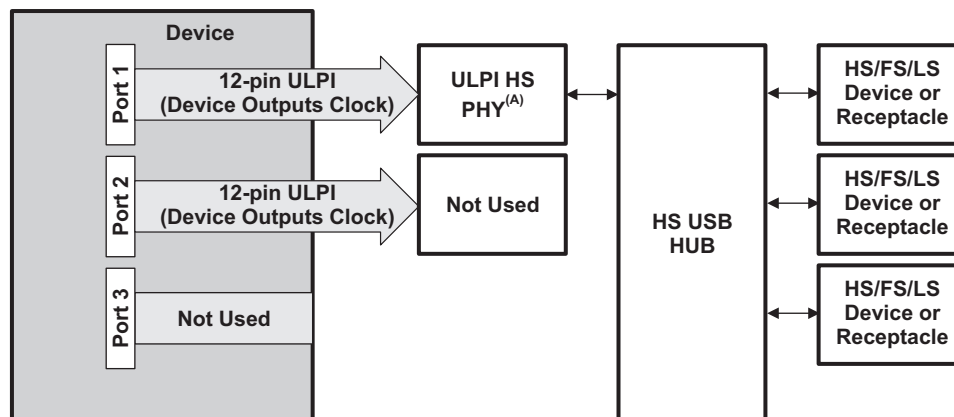 Device
Port 1
12-pin ULPI
(Device Outputs Clock)
ULPI HS
PHY(A)
Port 2
12-pin ULPI
(Device Outputs Clock)
Not Used
Port 3
Not Used
HS USB
HUB
HS/FS/LS
Device or
Receptacle
HS/FS/LS
Device or
Receptacle
HS/FS/LS
Device or
Receptacle